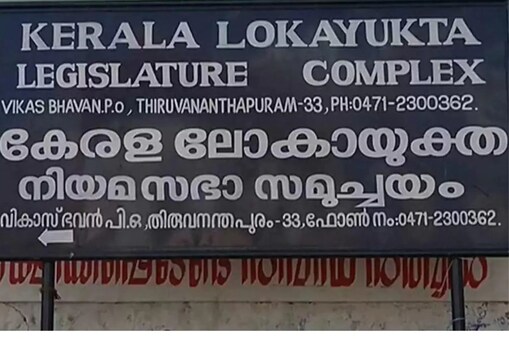 KERALA LOKAYUKTA
LEGISLATURE COMPLEX
VIKAS BHAVAN.P.o, THIRUVANANTHAPURAM-33,PH:0471-2300362.
കേരള ലോകായുക്ത
നിയമസഭാ സമുച്ചയം
വികാസ് ഭവൻ പി.ഒ,തിരുവനന്തപുരം-33,ഫോൺ നം:0471-2300362.